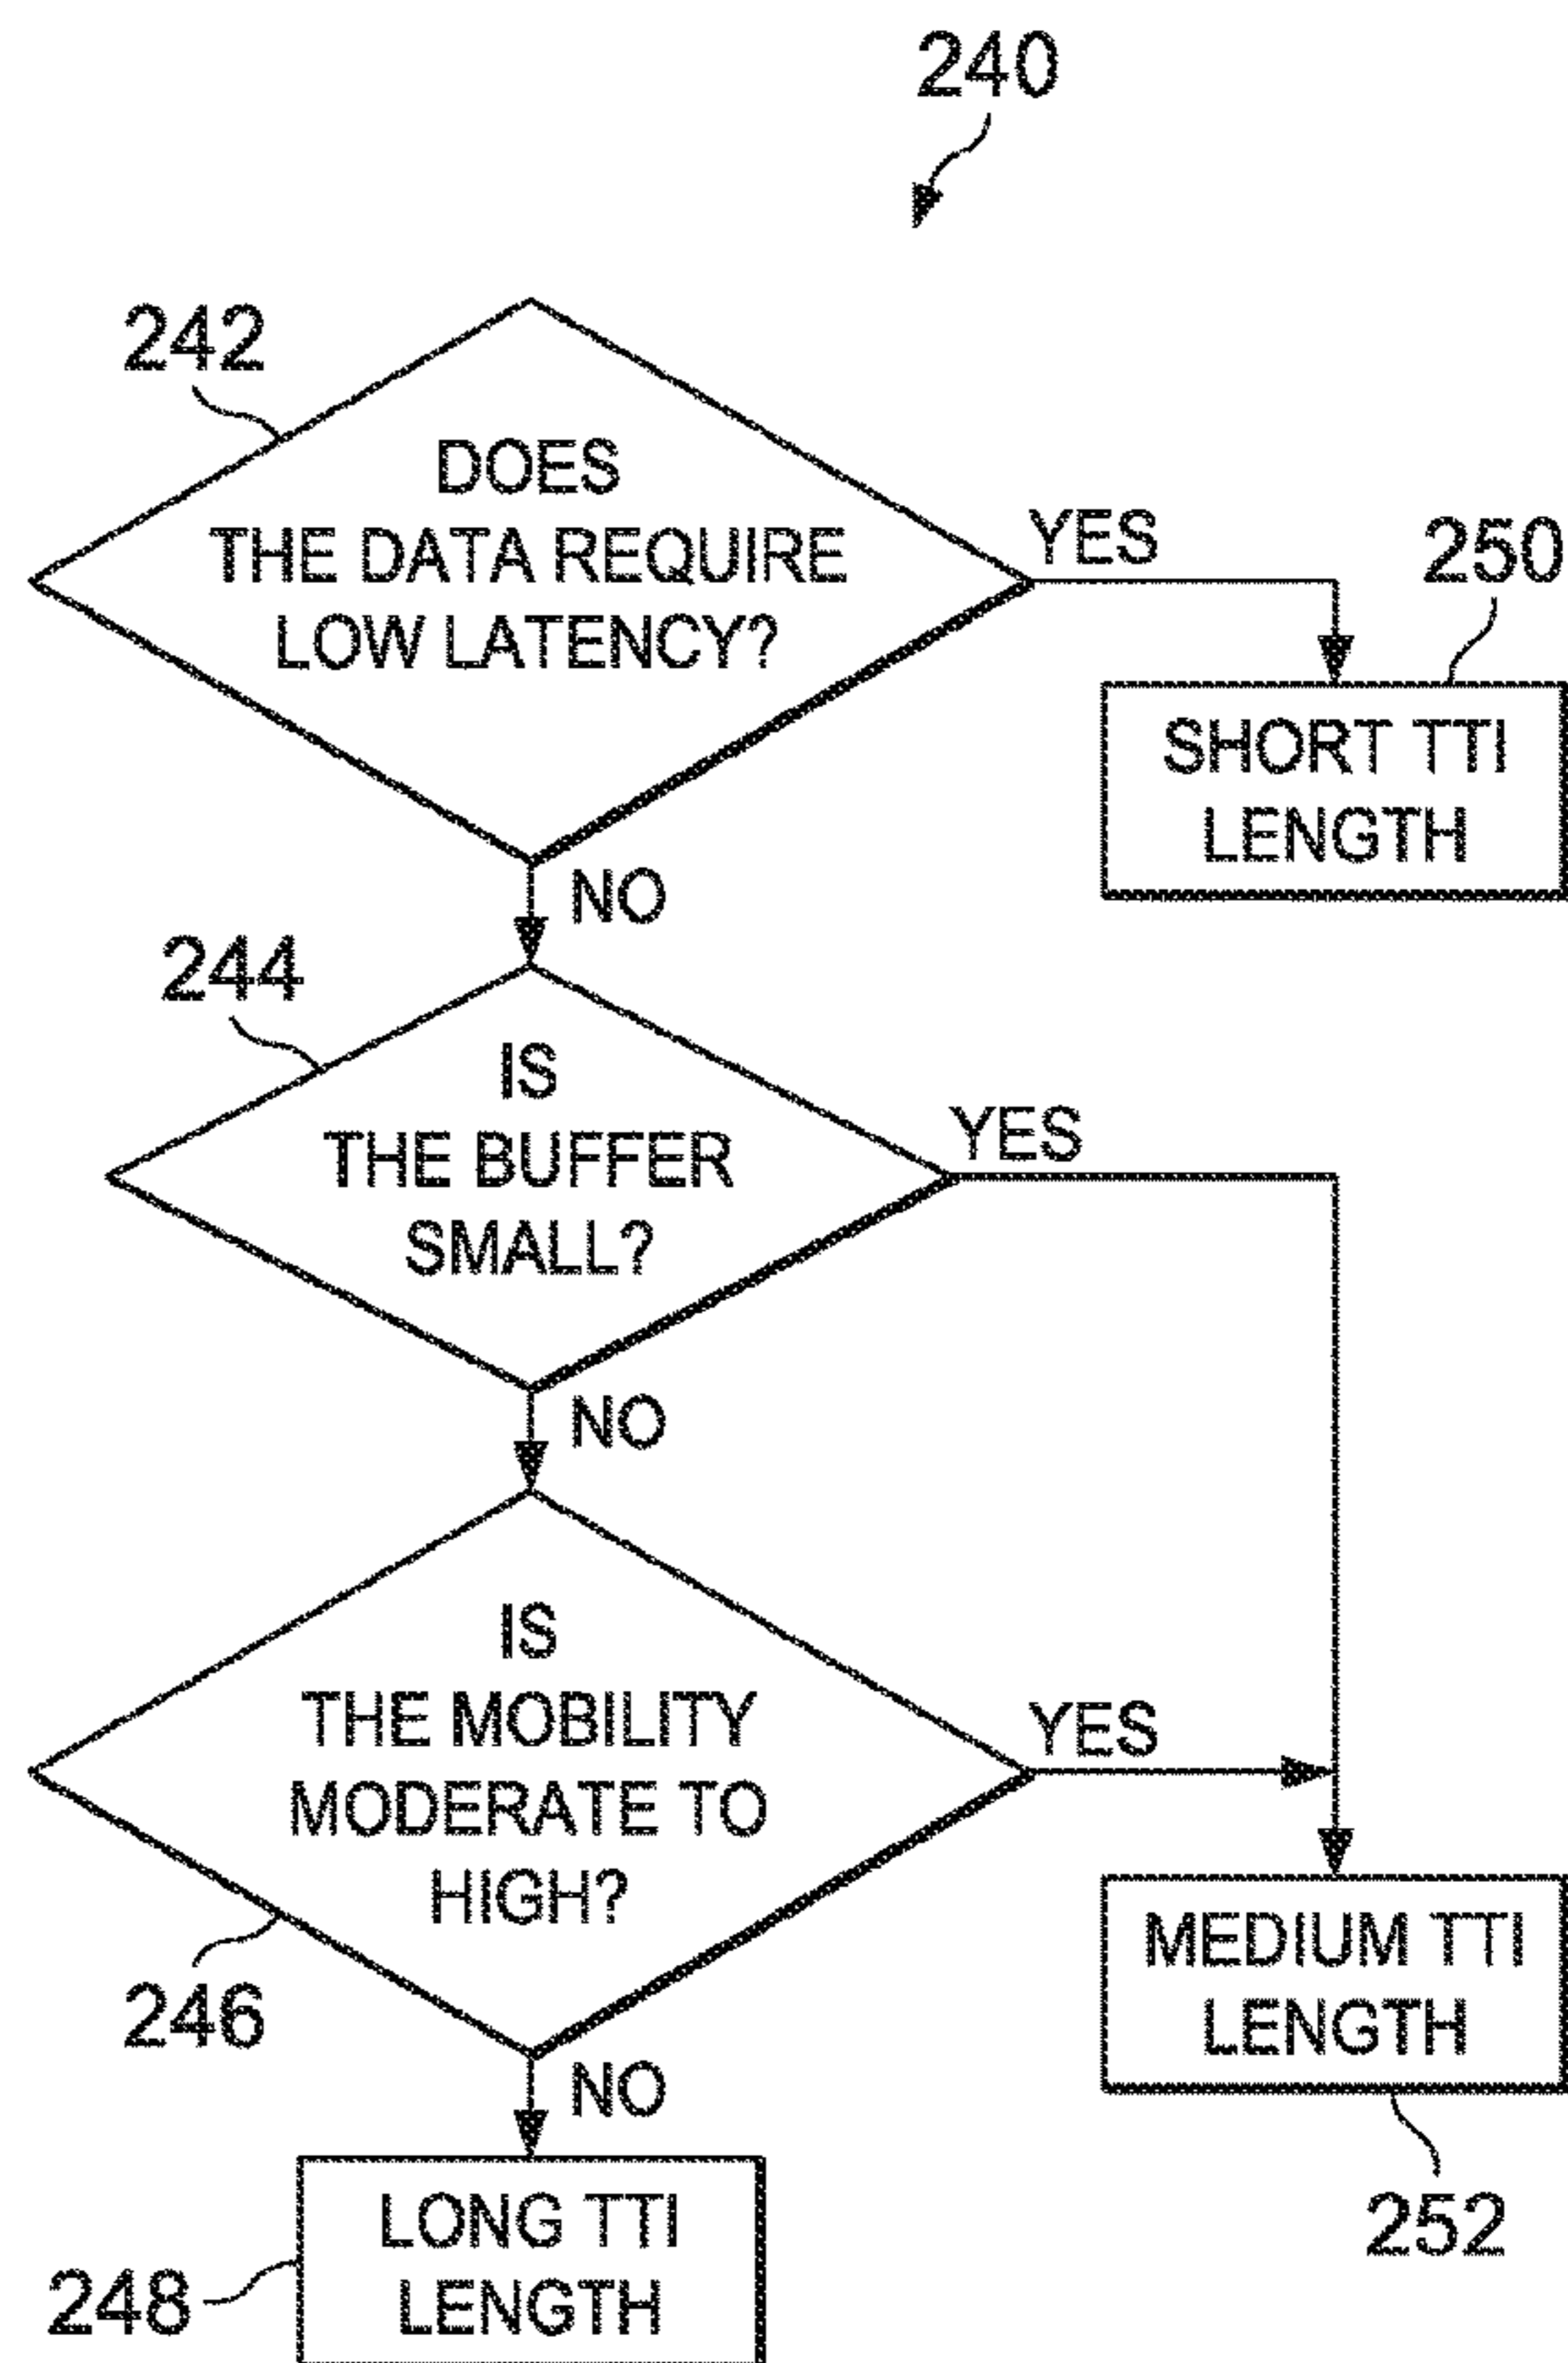 240
242
DOES
THE DATA REQUIRE
LOW LATENCY?
YES
250
SHORT TTI
LENGTH
NO
244
IS
THE BUFFER
SMALL?
YES
NO
IS
THE MOBILITY
MODERATE TO
HIGH?
YES
246
MEDIUM TTI
LENGTH
252
NO
248
LONG TTI
LENGTH